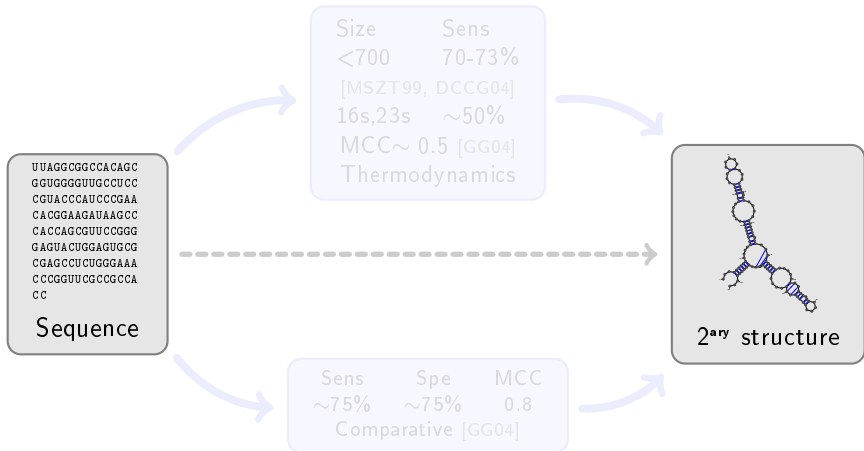 Size Sens
<700 70-73%
[MSZT99, DCCG04]
16s,23s ~50%
MCC~ 0.5 [GG04]
Thermodynamics
UUAGGCGGCCACAGC
GGUGGGGUUGCCUCC
CGUACCCAUCCCGAA
CACGGAAGAUAAGCC
CACCAGCGUUCCGGG
GAGUACUGGAGUGCG
CGAGCCUCUGGGAAA
CCCGGUUCGCCGCCA
CC
Sequence
2ary structure
Sens Spe MCC
~75% ~75% 0.8
Comparative [GG04]